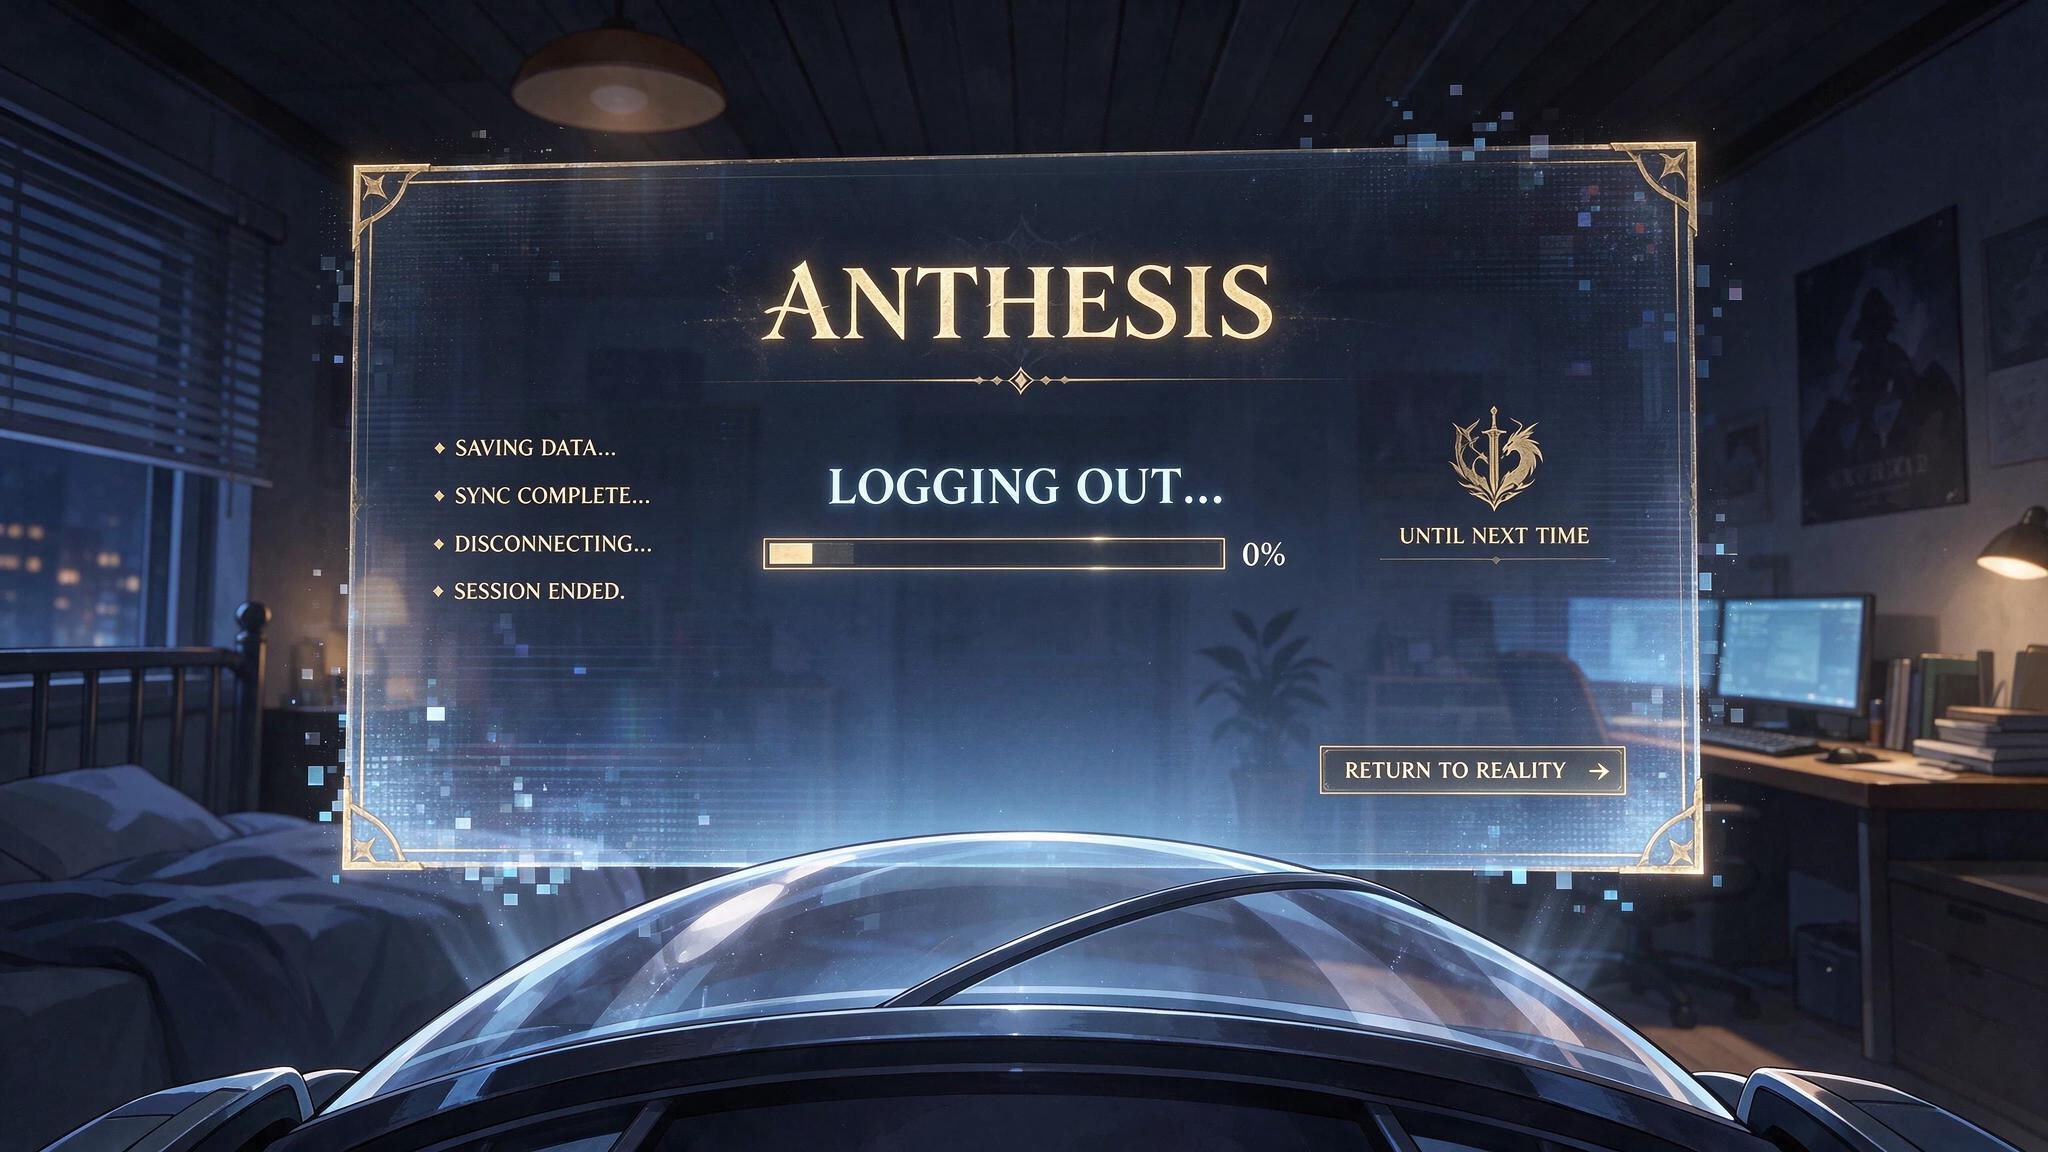 ANTHESIS
SAVING DATA...
SYNC COMPLETE...
DISCONNECTING...
SESSION ENDED.
LOGGING OUT...
0%
UNTIL NEXT TIME
RETURN TO REALITY →